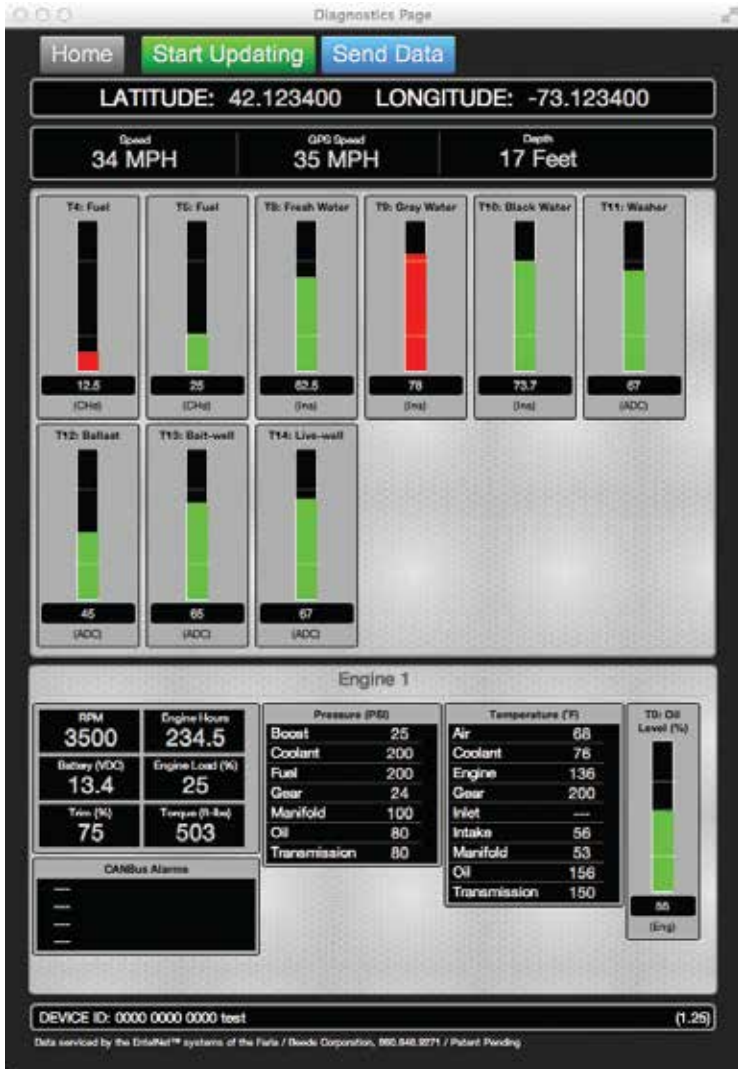 Diagnostics Page
Home Start Updating Send Data
LATITUDE: 42.123400 LONGITUDE: -73.123400
Speed GPS Speed Depth
34 MPH 35 MPH 17 Feet
T4: Fuel T5: Fuel T8: Fresh Water T9: Gray Water T10: Black Water T11: Washer
12.5 25 62.5 78 73.7 67
(CHd) (CHd) (Ins) (Ins) (Ins) (ADC)
T12: Ballast T13: Bait-well T14: Live-well
45 65 67
(ADC) (ADC) (ADC)
Engine 1
RPM Engine Hours
3500 234.5
Battery (VDC) Engine Load (%)
13.4 25
Trim (%) Torque (ft-lbs)
75 503
CANBus Alarms
---
---
---
---
Pressure (PSI)
Boost 25
Coolant 200
Fuel 200
Gear 24
Manifold 100
Oil 80
Transmission 80
Temperature (°F)
Air 68
Coolant 76
Engine 136
Gear 200
Inlet ---
Intake 56
Manifold 53
Oil 156
Transmission 150
T0: Oil
Level (%)
55
(Eng)
DEVICE ID: 0000 0000 0000 test (1.25)
Data serviced by the EntelNet™ systems of the Faria / Beede Corporation, 860.848.9271 / Patent Pending